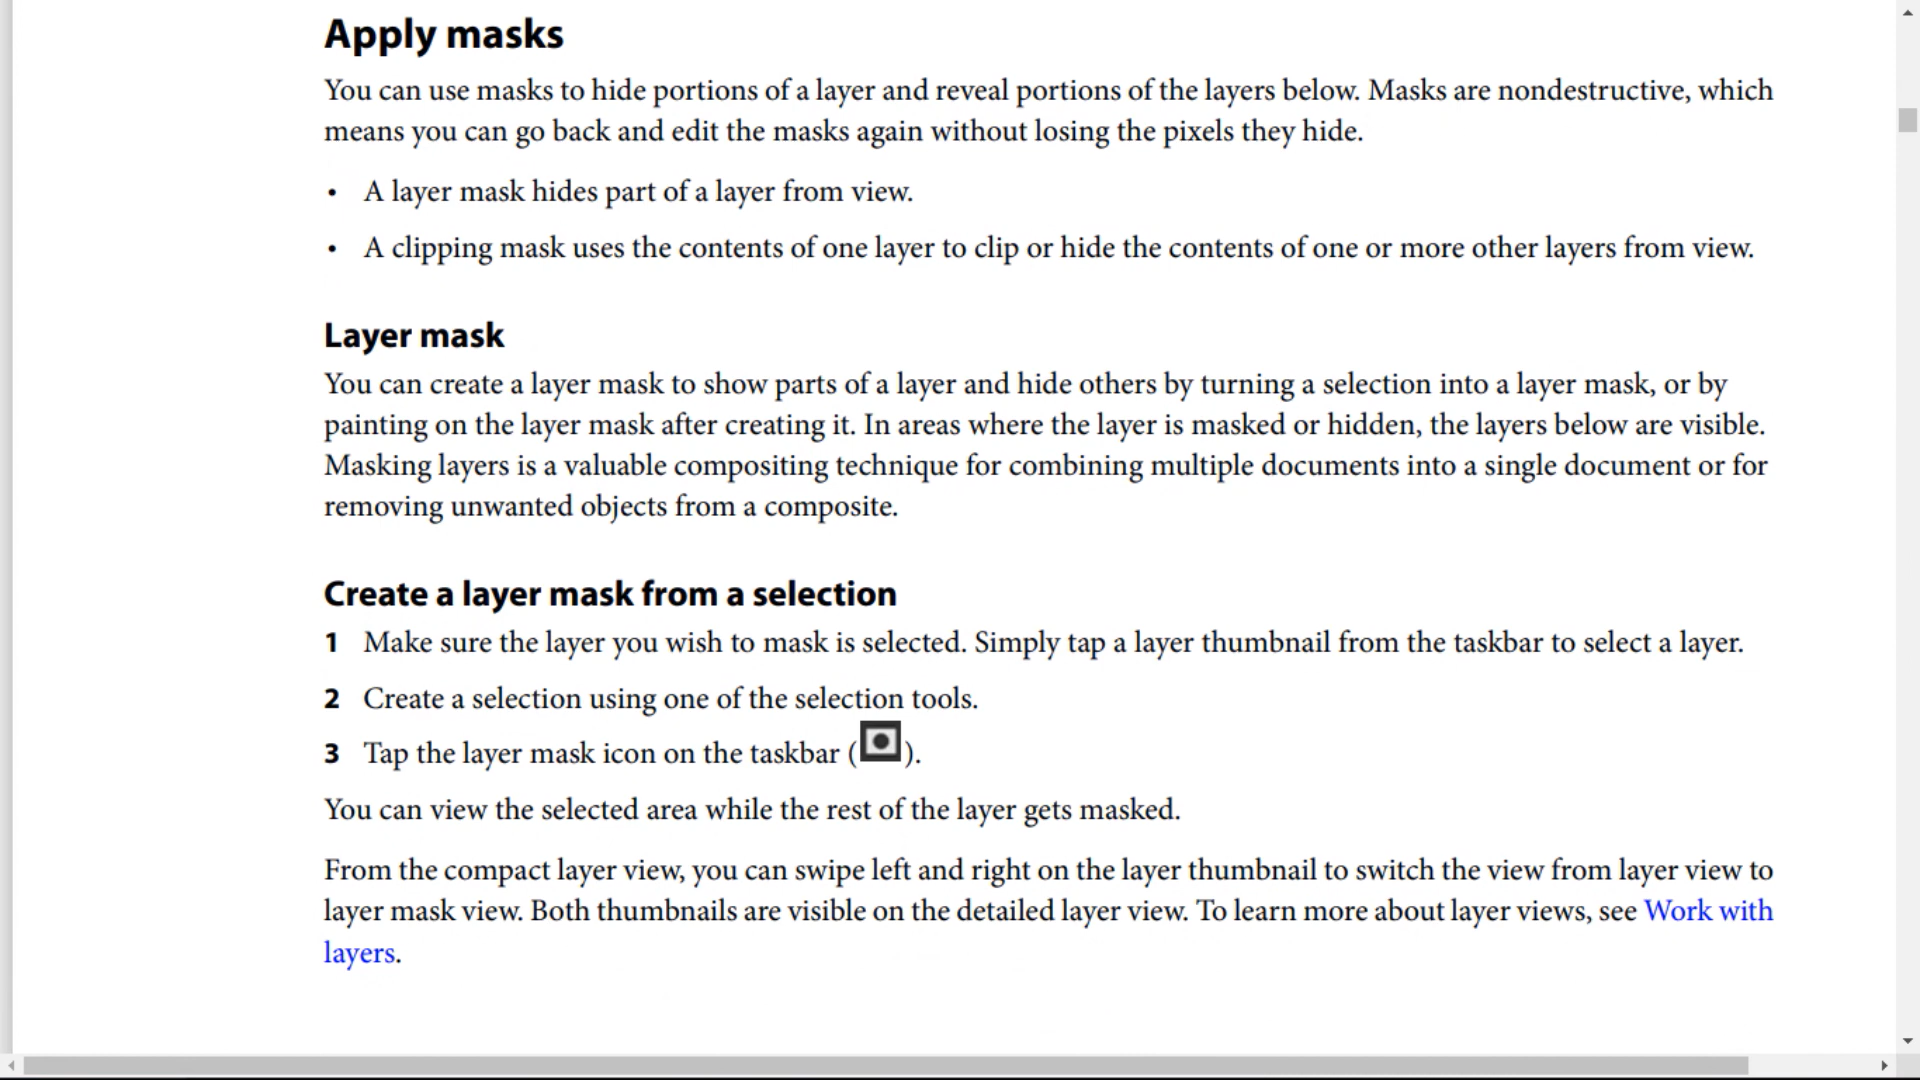 Apply masks
You can use masks to hide portions of a layer and reveal portions of the layers below. Masks are nondestructive, which
means you can go back and edit the masks again without losing the pixels they hide.
• A layer mask hides part of a layer from view.
• A clipping mask uses the contents of one layer to clip or hide the contents of one or more other layers from view.
Layer mask
You can create a layer mask to show parts of a layer and hide others by turning a selection into a layer mask, or by
painting on the layer mask after creating it. In areas where the layer is masked or hidden, the layers below are visible.
Masking layers is a valuable compositing technique for combining multiple documents into a single document or for
removing unwanted objects from a composite.
Create a layer mask from a selection
1 Make sure the layer you wish to mask is selected. Simply tap a layer thumbnail from the taskbar to select a layer.
2 Create a selection using one of the selection tools.
3 Tap the layer mask icon on the taskbar ( ).
You can view the selected area while the rest of the layer gets masked.
From the compact layer view, you can swipe left and right on the layer thumbnail to switch the view from layer view to
layer mask view. Both thumbnails are visible on the detailed layer view. To learn more about layer views, see Work with
layers.